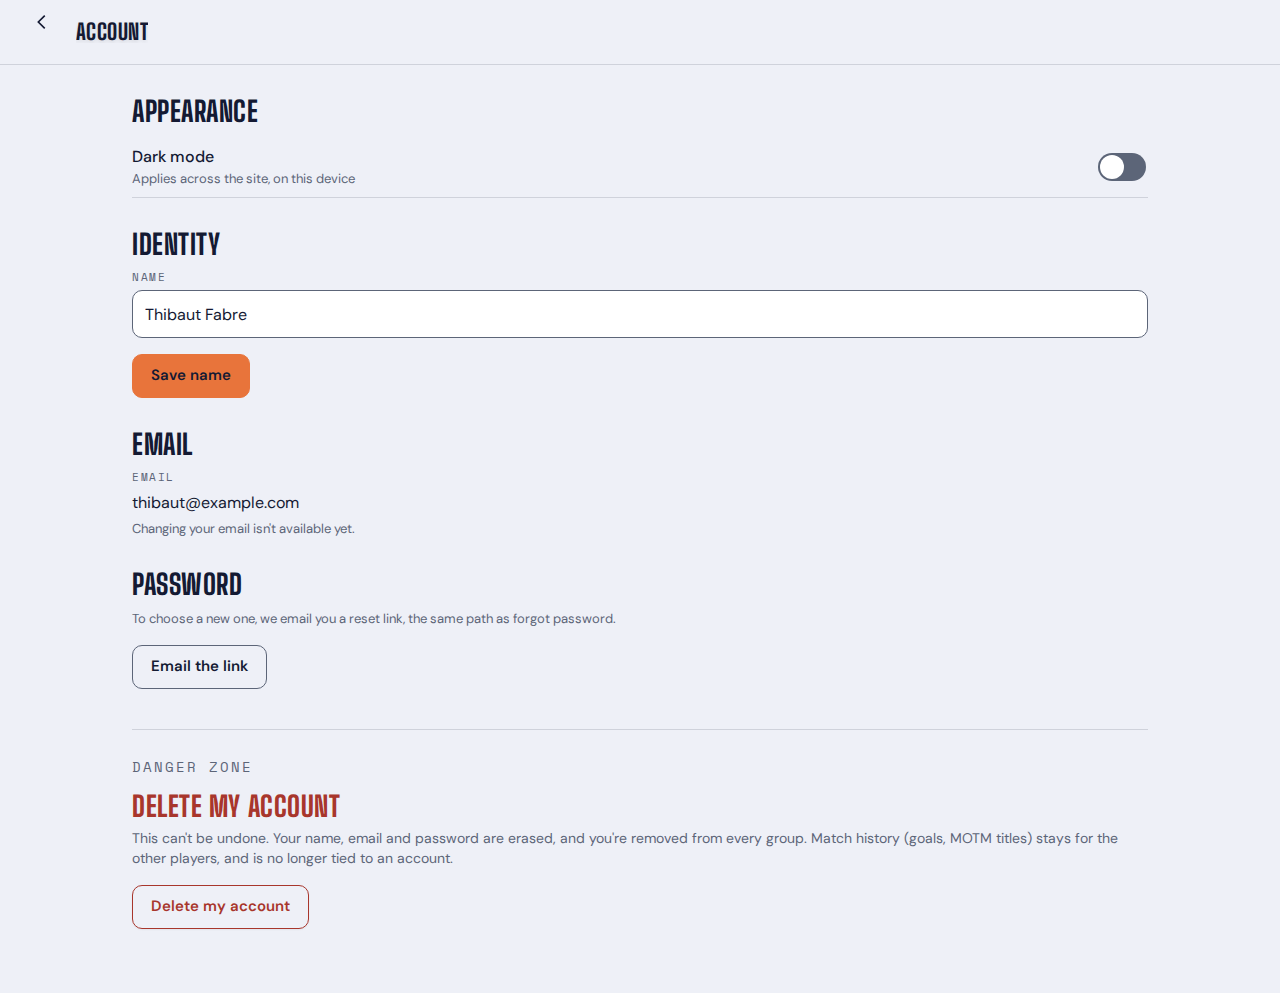 ACCOUNT
APPEARANCE
Dark mode
Applies across the site, on this device
IDENTITY
NAME
Thibaut Fabre
Save name
EMAIL
EMAIL
thibaut@example.com
Changing your email isn't available yet.
PASSWORD
To choose a new one, we email you a reset link, the same path as forgot password.
Email the link
DANGER ZONE
DELETE MY ACCOUNT
This can't be undone. Your name, email and password are erased, and you're removed from every group. Match history (goals, MOTM titles) stays for the
other players, and is no longer tied to an account.
Delete my account